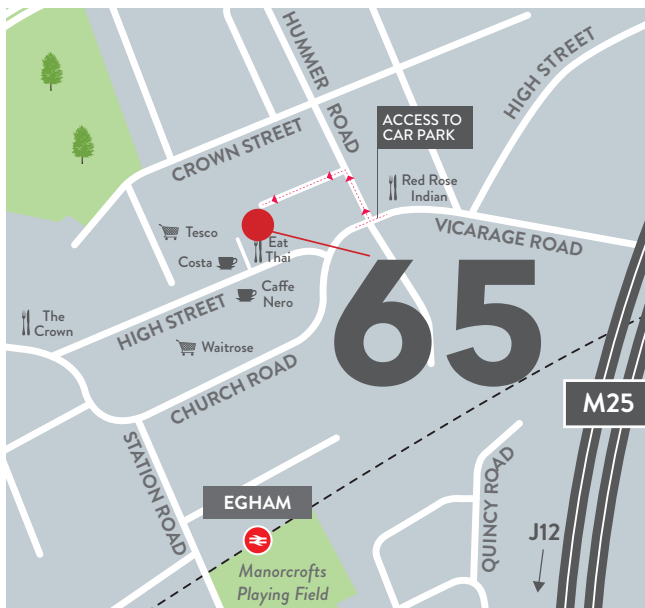 HUMMER
ROAD
HIGH STREET
CROWN STREET
ACCESS TO
CAR PARK
Red Rose
Indian
VICARAGE ROAD
Tesco
Eat
Thai
Costa
Caffe
Nero
65
The
Crown
HIGH STREET
Waitrose
CHURCH ROAD
M25
STATION ROAD
EGHAM
QUINCY ROAD
J12
Manorcrofts
Playing Field